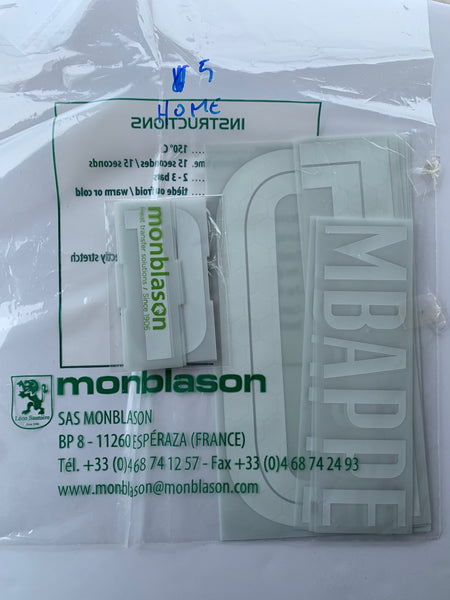 5
HOME
INSTRUCTIONS
150° C
15 secondes / 15 seconds
2 - 3 bars
tiède ou froid / warm or cold
stretch
monblason
heat transfer solutions / Since 1906
MBAPPE
monblason
SAS MONBLASON
BP 8 - 11260 ESPÉRAZA (FRANCE)
Tél. +33 (0)4 68 74 12 57 - Fax +33 (0)4 68 74 24 93
www.monblason@monblason.com